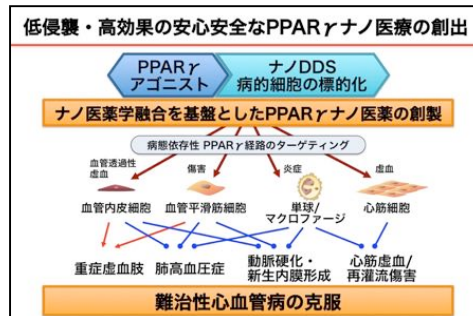 低侵襲・高効果の安心安全なPPARγナノ医療の創出
PPARγ
アゴニスト
ナノDDS
病的細胞の標的化
ナノ医薬学融合を基盤としたPPARγナノ医薬の創製
病態依存性 PPARγ経路のターゲティング
血管透過性
虚血
傷害
炎症
虚血
血管内皮細胞
血管平滑筋細胞
単球/
マクロファージ
心筋細胞
重症虚血肢
肺高血圧症
動脈硬化・
新生内膜形成
心筋虚血/
再灌流傷害
難治性心血管病の克服